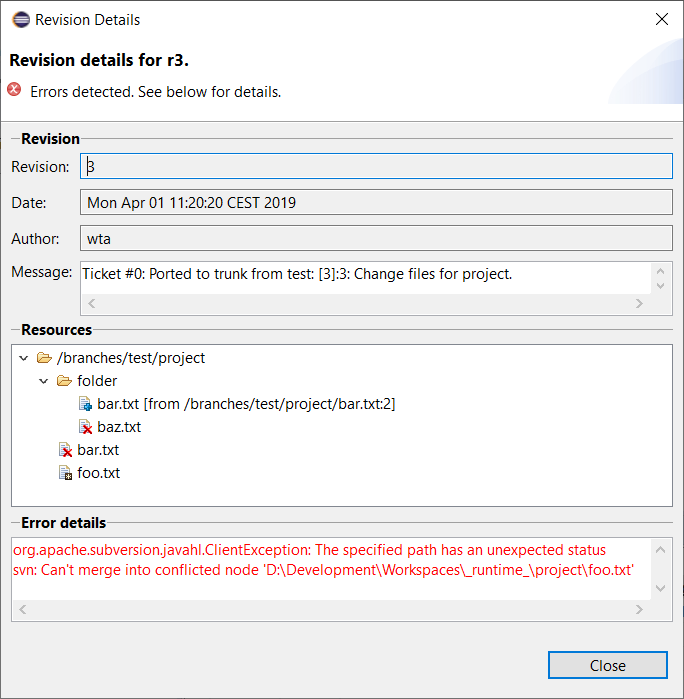 Revision Details
Revision details for r3.
Errors detected. See below for details.
Revision
Revision: 3
Date: Mon Apr 01 11:20:20 CEST 2019
Author: wta
Message: Ticket #0: Ported to trunk from test: [3]:3: Change files for project.
Resources
/branches/test/project
folder
bar.txt [from /branches/test/project/bar.txt:2]
baz.txt
bar.txt
foo.txt
Error details
org.apache.subversion.javahl.ClientException: The specified path has an unexpected status
svn: Can't merge into conflicted node 'D:\Development\Workspaces\_runtime_\project\foo.txt'
Close